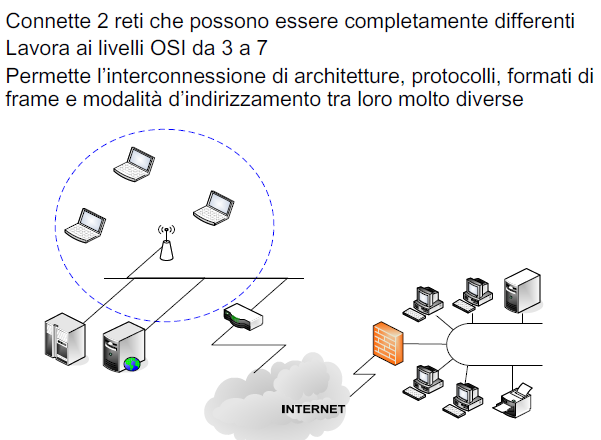 Connette 2 reti che possono essere completamente differenti
Lavora ai livelli OSI da 3 a 7
Permette l'interconnessione di architetture, protocolli, formati di
frame e modalità d'indirizzamento tra loro molto diverse
INTERNET